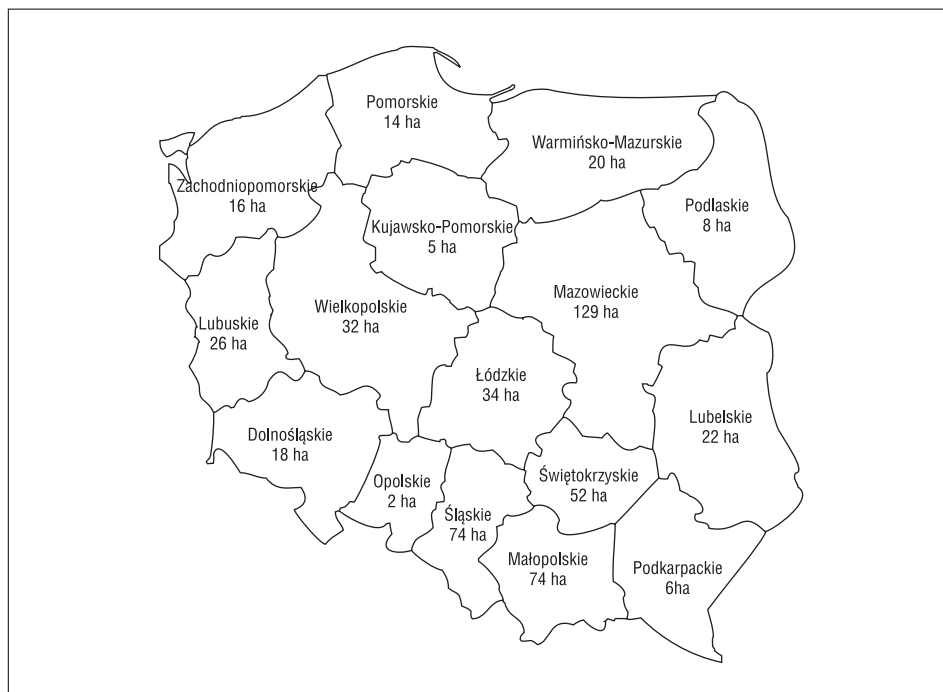 Pomorskie
14 ha
Warmińsko-Mazurskie
20 ha
Zachodniopomorskie
16 ha
Podlaskie
8 ha
Kujawsko-Pomorskie
5 ha
Mazowieckie
129 ha
Wielkopolskie
32 ha
Lubuskie
26 ha
Łódzkie
34 ha
Lubelskie
22 ha
Dolnośląskie
18 ha
Opolskie
2 ha
Świętokrzyskie
52 ha
Śląskie
74 ha
Małopolskie
74 ha
Podkarpackie
6ha